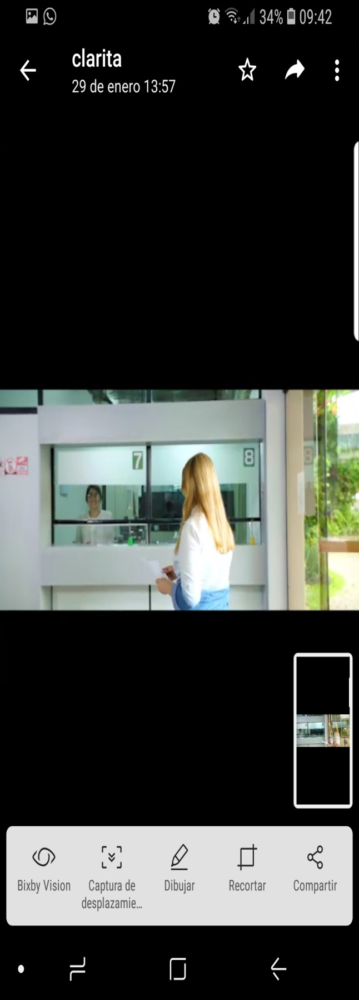 34% 09:42
clarita
29 de enero 13:57
7
8
8
Bixby Vision
Captura de
desplazamie...
Dibujar
Recortar
Compartir